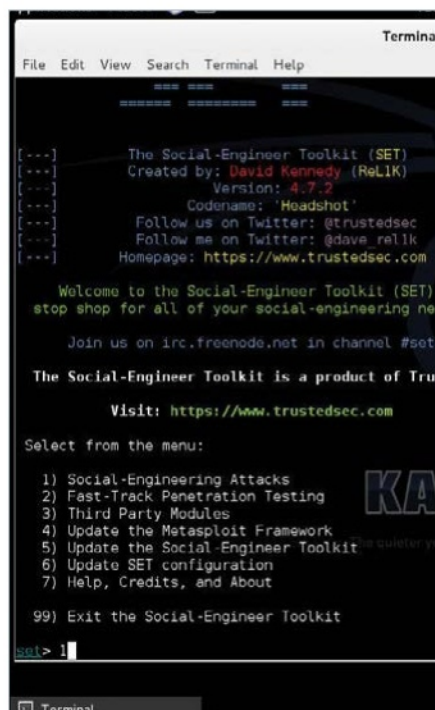 Termina
File Edit View Search Terminal Help
[---] The Social-Engineer Toolkit (SET)
[---] Created by: David Kennedy (ReL1K)
[---] Version: 4.7.2
[---] Codename: 'Headshot'
[---] Follow us on Twitter: @trustedsec
[---] Follow me on Twitter: @dave_rel1k
[---] Homepage: https://www.trustedsec.com
Welcome to the Social-Engineer Toolkit (SET)
stop shop for all of your social-engineering ne
Join us on irc.freenode.net in channel #set
The Social-Engineer Toolkit is a product of Tru
Visit: https://www.trustedsec.com
Select from the menu:
1) Social-Engineering Attacks
2) Fast-Track Penetration Testing
3) Third Party Modules
4) Update the Metasploit Framework
5) Update the Social-Engineer Toolkit
6) Update SET configuration
7) Help, Credits, and About
99) Exit the Social-Engineer Toolkit
set> 1
KA
The quieter y
Terminal